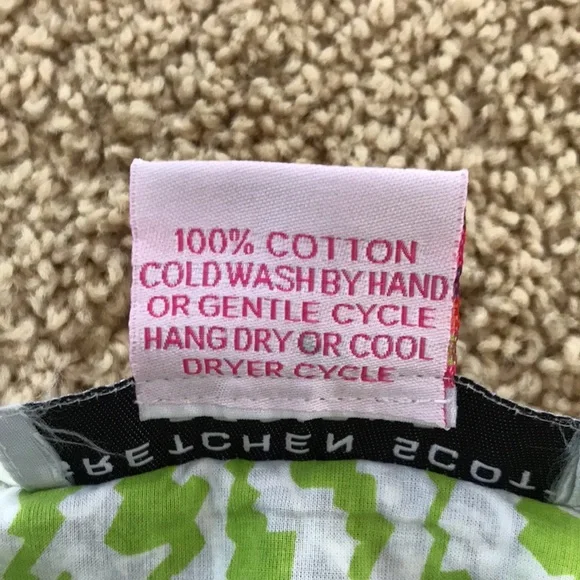 100% COTTON
COLD WASH BY HAND
OR GENTLE CYCLE
HANG DRY OR COOL
DRYER CYCLE
RETCHEN SCOT